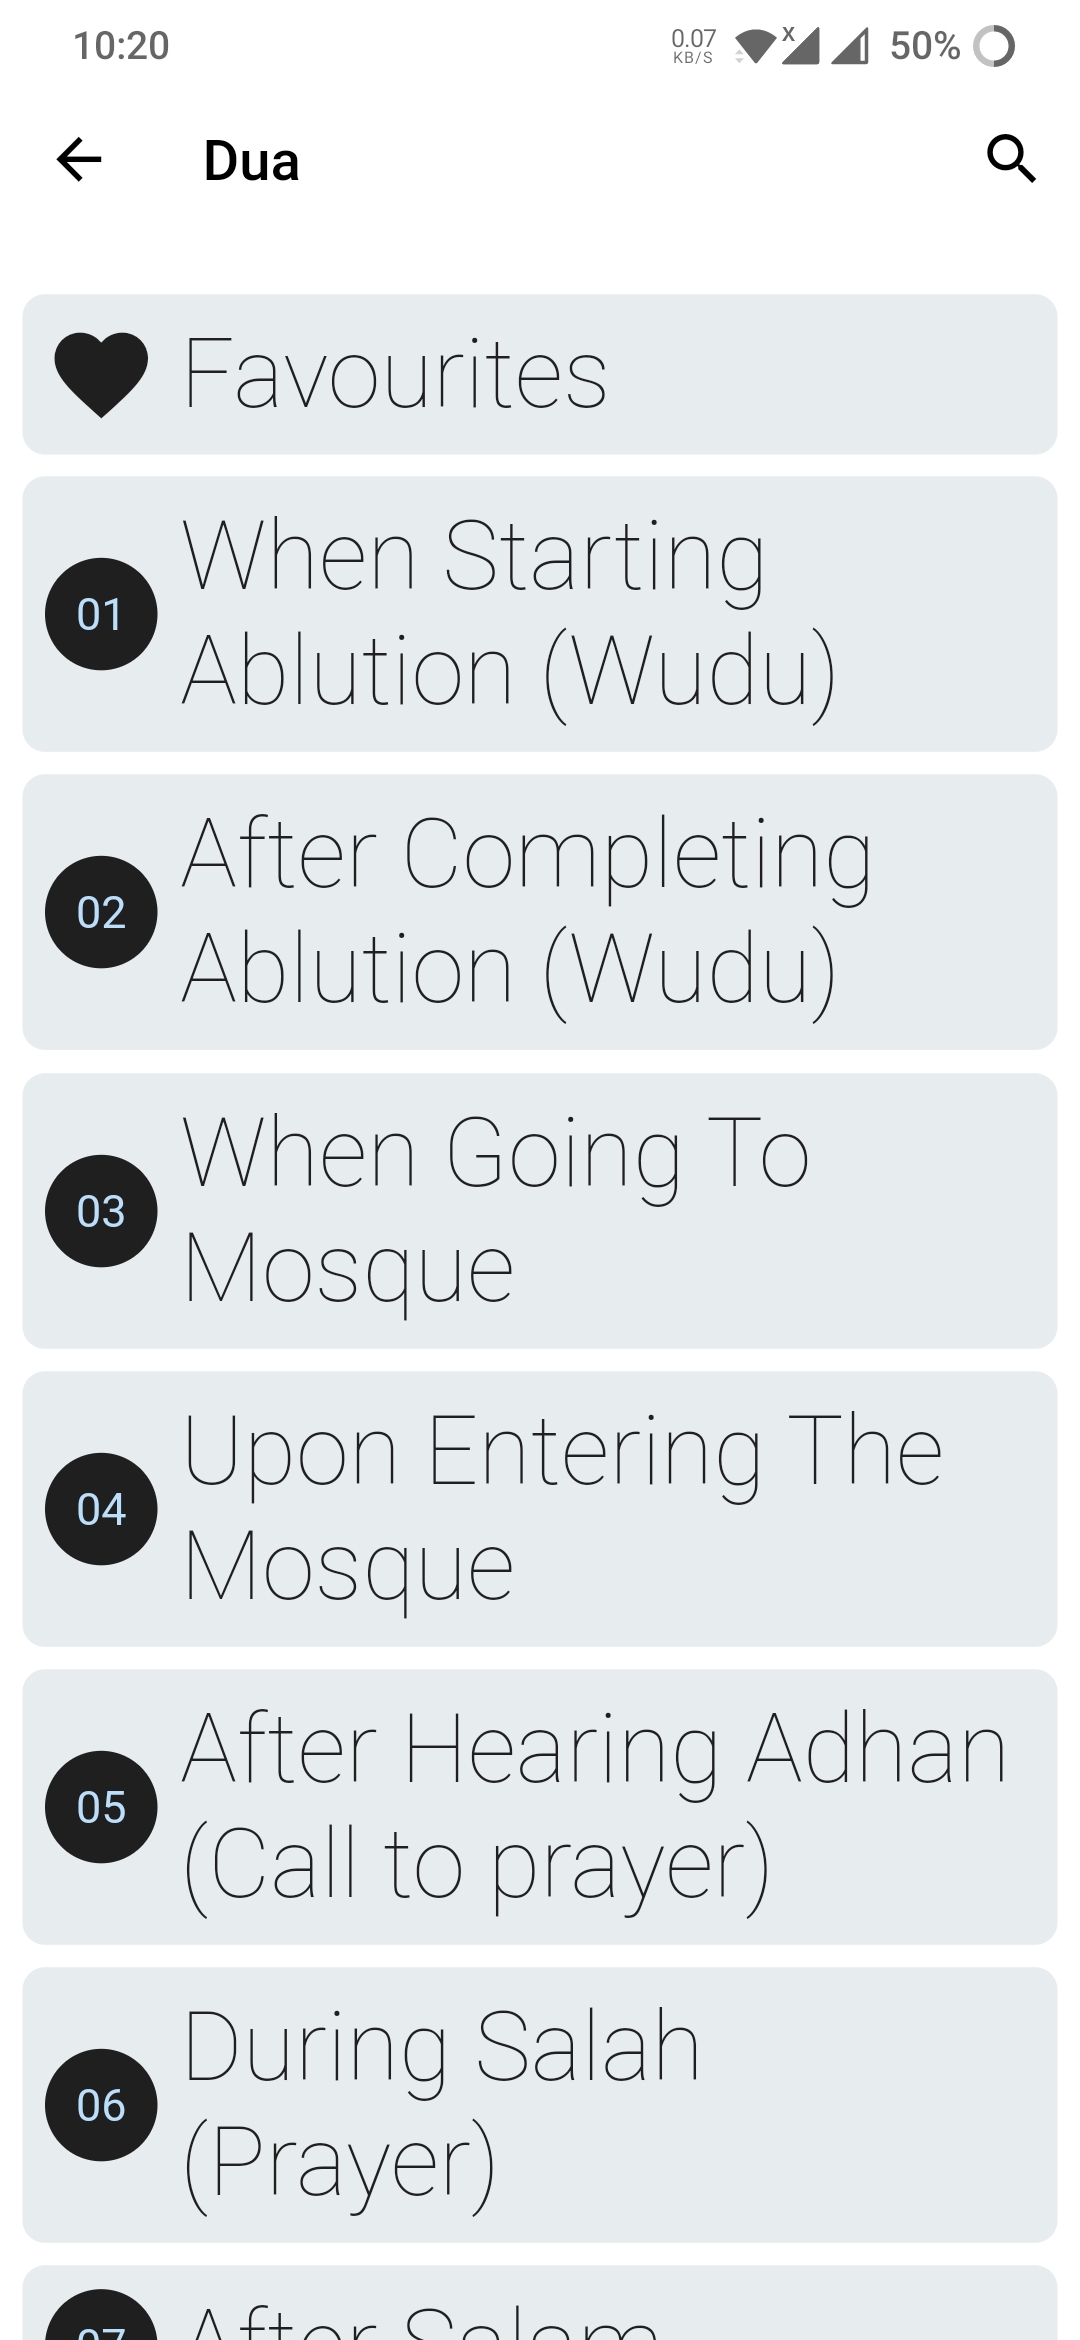 10:20
0.07
KB/S
X
50%
Dua
Favourites
When Starting
01
Ablution (Wudu)
After Completing
02
Ablution (Wudu)
When Going To
03
Mosque
Upon Entering The
04
Mosque
After Hearing Adhan
05
(Call to prayer)
During Salah
06
(Prayer)
07
After Salam